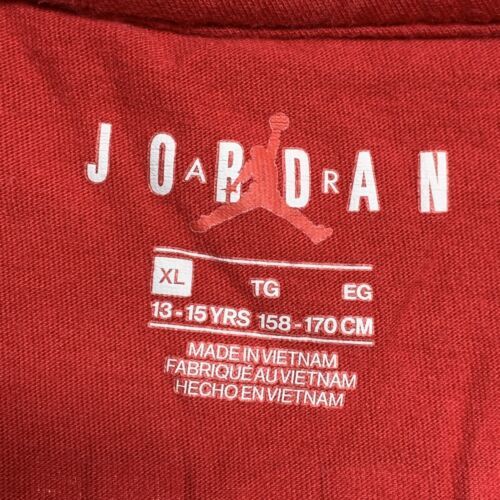 JORDAN
AIR
XL TG EG
13-15 YRS 158-170 CM
MADE IN VIETNAM
FABRIQUÉ AU VIETNAM
HECHO EN VIETNAM